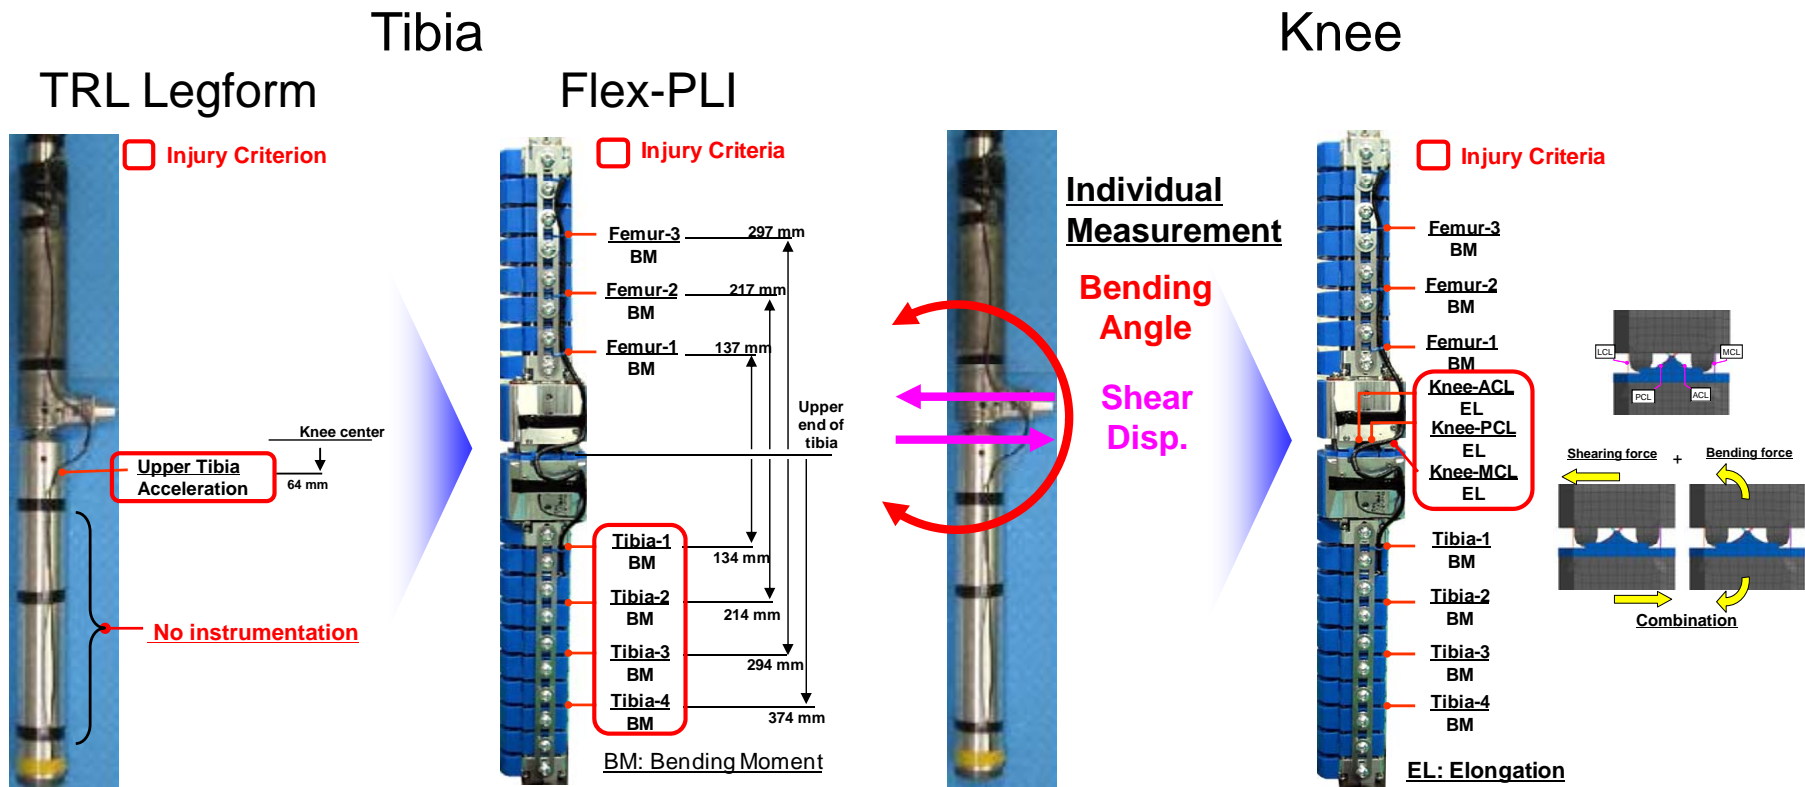 Tibia
Knee
TRL Legform
Flex-PLI
Injury Criterion
Knee center
Upper Tibia
Acceleration
64 mm
No instrumentation
Injury Criteria
Femur-3
BM
297 mm
Femur-2
BM
217 mm
Femur-1
BM
137 mm
Upper
end of
tibia
Tibia-1
BM
134 mm
Tibia-2
BM
214 mm
Tibia-3
BM
294 mm
Tibia-4
BM
374 mm
BM: Bending Moment
Individual
Measurement
Bending
Angle
Shear
Disp.
Injury Criteria
Femur-3
BM
Femur-2
BM
Femur-1
BM
Knee-ACL
EL
Knee-PCL
EL
Knee-MCL
EL
Tibia-1
BM
Tibia-2
BM
Tibia-3
BM
Tibia-4
BM
EL: Elongation
LCL
MCL
PCL
ACL
Shearing force + Bending force
Combination